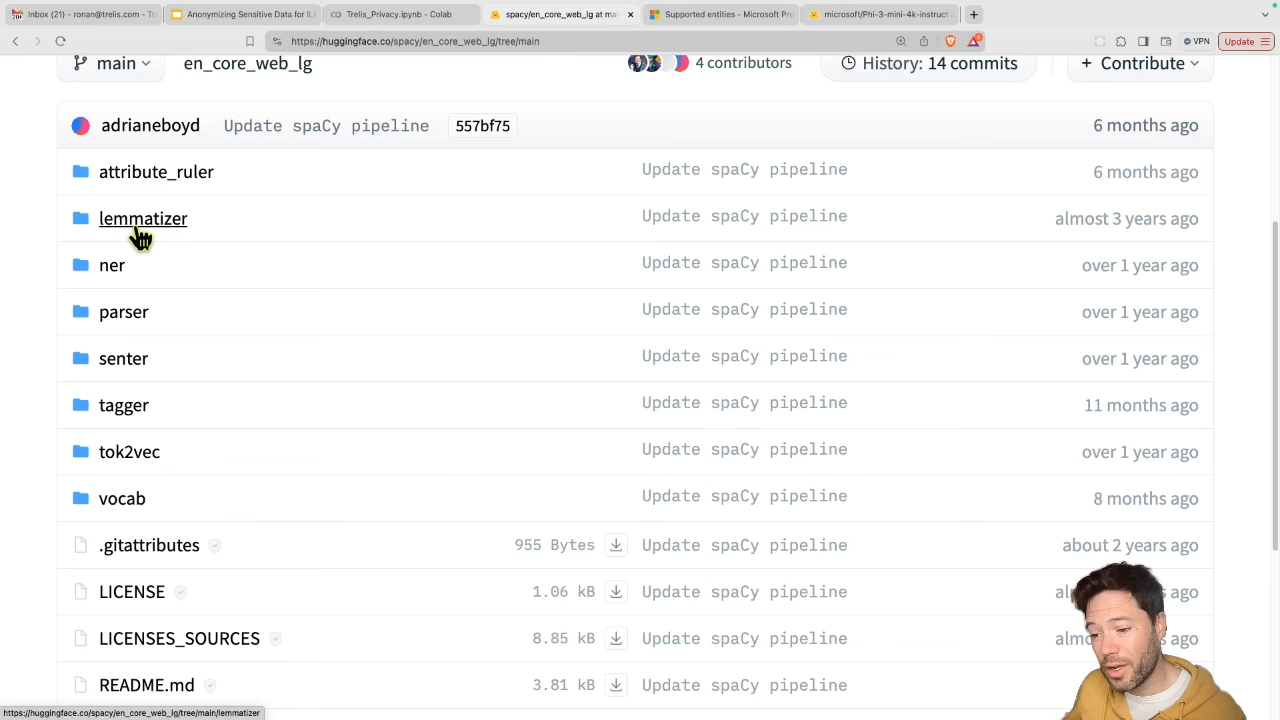 Inbox (21) - ronan@trelis.com - Tr
Anonymizing Sensitive Data for LL
Trelis_Privacy.ipynb - Colab
spacy/en_core_web_lg at mai
Supported entities - Microsoft Pre
microsoft/Phi-3-mini-4k-instruct
https://huggingface.co/spacy/en_core_web_lg/tree/main
VPN
Update
main
en_core_web_lg
4 contributors
History: 14 commits
+ Contribute
adrianeboyd Update spaCy pipeline 557bf75 6 months ago
attribute_ruler Update spaCy pipeline 6 months ago
lemmatizer Update spaCy pipeline almost 3 years ago
ner Update spaCy pipeline over 1 year ago
parser Update spaCy pipeline over 1 year ago
senter Update spaCy pipeline over 1 year ago
tagger Update spaCy pipeline 11 months ago
tok2vec Update spaCy pipeline over 1 year ago
vocab Update spaCy pipeline 8 months ago
.gitattributes 955 Bytes Update spaCy pipeline about 2 years ago
LICENSE 1.06 kB Update spaCy pipeline ago
LICENSES_SOURCES 8.85 kB Update spaCy pipeline ago
README.md 3.81 kB Update spaCy pipeline ago
https://huggingface.co/spacy/en_core_web_lg/tree/main/lemmatizer